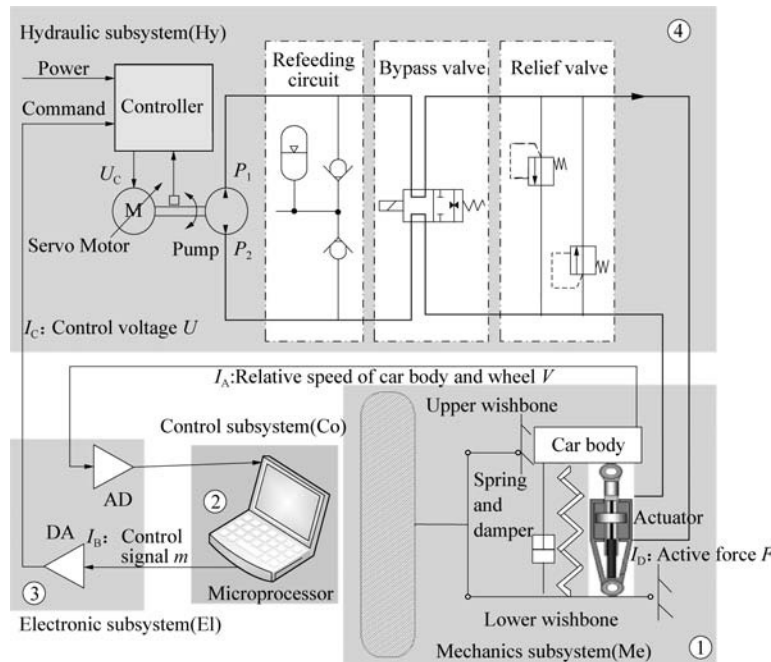 Hydraulic subsystem(Hy)
④
Power
Command
Controller
Refeeding
circuit
Bypass valve
Relief valve
U_C
M
P_1
P_2
Servo Motor
Pump
I_C: Control voltage U
I_A:Relative speed of car body and wheel V
Control subsystem(Co)
Upper wishbone
Car body
AD
②
Spring
and
damper
Actuator
DA
I_B: Control
signal m
I_D: Active force F
③
Microprocessor
Lower wishbone
Electronic subsystem(El)
Mechanics subsystem(Me)
①